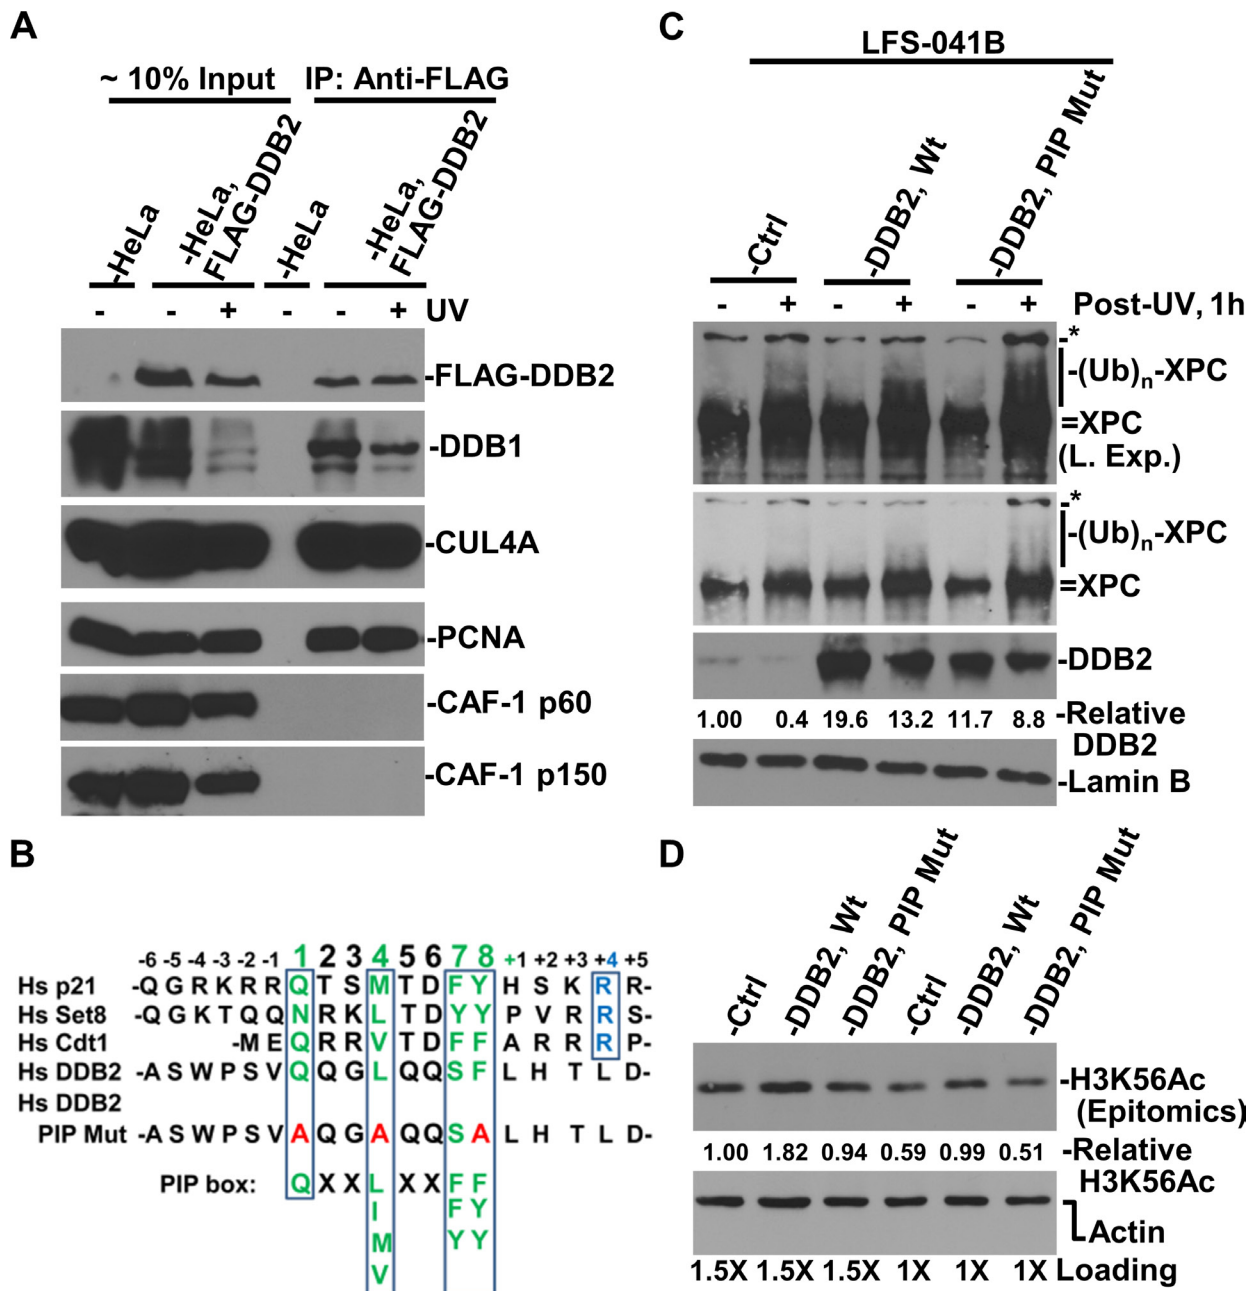 A
~ 10% Input
IP: Anti-FLAG
-HeLa
-HeLa, FLAG-DDB2
-HeLa
-HeLa, FLAG-DDB2
- - + - - + UV
-FLAG-DDB2
-DDB1
-CUL4A
-PCNA
-CAF-1 p60
-CAF-1 p150
B
-6 -5 -4 -3 -2 -1 1 2 3 4 5 6 7 8 +1 +2 +3 +4 +5
Hs p21 -Q G R K R R Q T S M T D F Y H S K R R-
Hs Set8 -Q G K T Q Q N R K L T D Y Y P V R R S-
Hs Cdt1 -M E Q R R V T D F F A R R R P-
Hs DDB2 -A S W P S V Q Q G L Q Q S F L H T L D-
Hs DDB2
PIP Mut -A S W P S V A Q G A Q Q S A L H T L D-
PIP box: Q X X L X X F F
I F Y
M Y Y
V
C
LFS-041B
-Ctrl
-DDB2, Wt
-DDB2, PIP Mut
- + - + - + Post-UV, 1h
-*
-(Ub)n-XPC
=XPC
(L. Exp.)
-*
-(Ub)n-XPC
=XPC
-DDB2
1.00 0.4 19.6 13.2 11.7 8.8 -Relative
DDB2
-Lamin B
D
-Ctrl
-DDB2, Wt
-DDB2, PIP Mut
-Ctrl
-DDB2, Wt
-DDB2, PIP Mut
-H3K56Ac
(Epitomics)
1.00 1.82 0.94 0.59 0.99 0.51 -Relative
H3K56Ac
Actin
1.5X 1.5X 1.5X 1X 1X 1X Loading